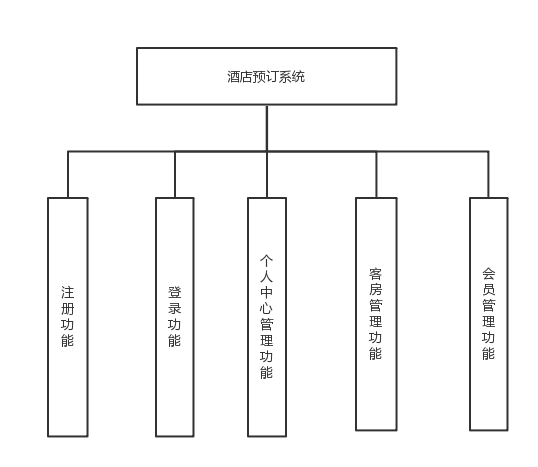 酒店预订系统
注册功能
登录功能
个人中心管理功能
客房管理功能
会员管理功能